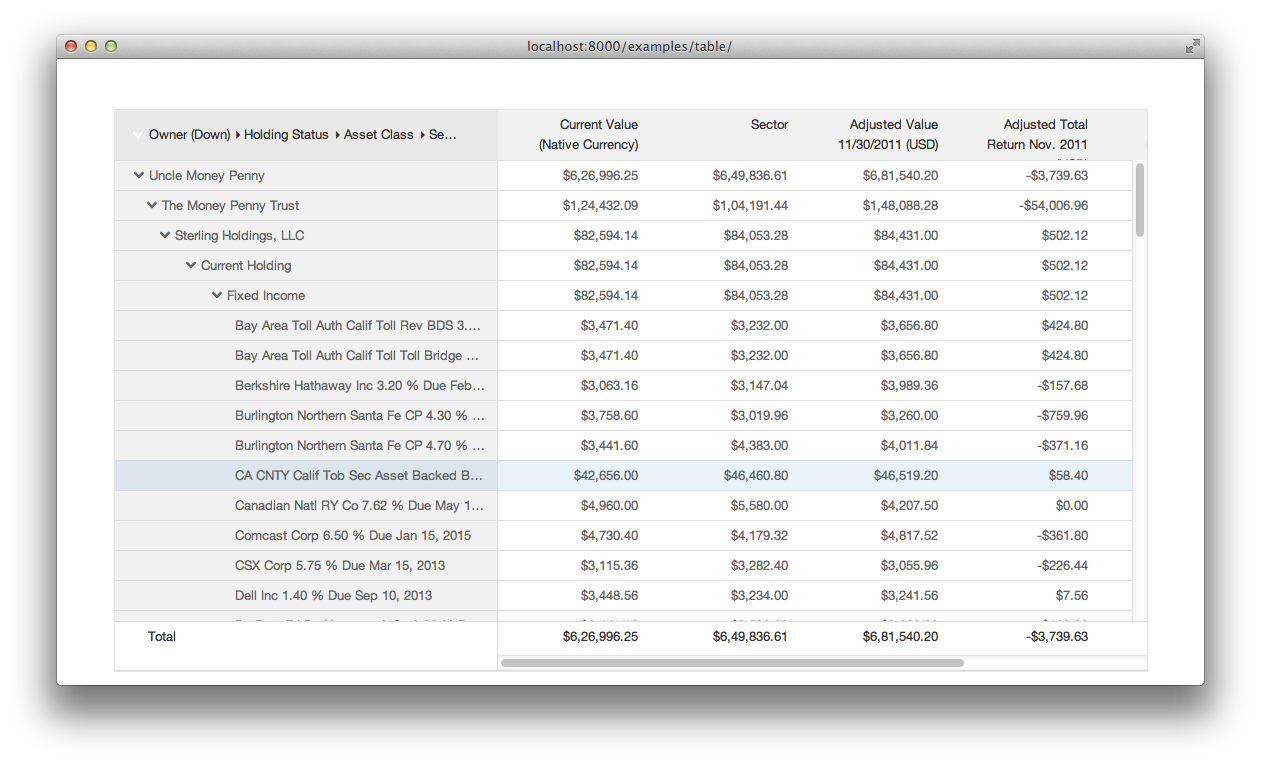 localhost:8000/examples/table/
Owner (Down) Holding Status Asset Class Se... Current Value Sector Adjusted Value Adjusted Total
(Native Currency) 11/30/2011 (USD) Return Nov. 2011
Uncle Money Penny $6,26,996.25 $6,49,836.61 $6,81,540.20 -$3,739.63
The Money Penny Trust $1,24,432.09 $1,04,191.44 $1,48,088.28 -$54,006.96
Sterling Holdings, LLC $82,594.14 $84,053.28 $84,431.00 $502.12
Current Holding $82,594.14 $84,053.28 $84,431.00 $502.12
Fixed Income $82,594.14 $84,053.28 $84,431.00 $502.12
Bay Area Toll Auth Calif Toll Rev BDS 3.... $3,471.40 $3,232.00 $3,656.80 $424.80
Bay Area Toll Auth Calif Toll Toll Bridge ... $3,471.40 $3,232.00 $3,656.80 $424.80
Berkshire Hathaway Inc 3.20 % Due Feb... $3,063.16 $3,147.04 $3,989.36 -$157.68
Burlington Northern Santa Fe CP 4.30 % ... $3,758.60 $3,019.96 $3,260.00 -$759.96
Burlington Northern Santa Fe CP 4.70 % ... $3,441.60 $4,383.00 $4,011.84 -$371.16
CA CNTY Calif Tob Sec Asset Backed B... $42,656.00 $46,460.80 $46,519.20 $58.40
Canadian Natl RY Co 7.62 % Due May 1... $4,960.00 $5,580.00 $4,207.50 $0.00
Comcast Corp 6.50 % Due Jan 15, 2015 $4,730.40 $4,179.32 $4,817.52 -$361.80
CSX Corp 5.75 % Due Mar 15, 2013 $3,115.36 $3,282.40 $3,055.96 -$226.44
Dell Inc 1.40 % Due Sep 10, 2013 $3,448.56 $3,234.00 $3,241.56 $7.56
Total $6,26,996.25 $6,49,836.61 $6,81,540.20 -$3,739.63